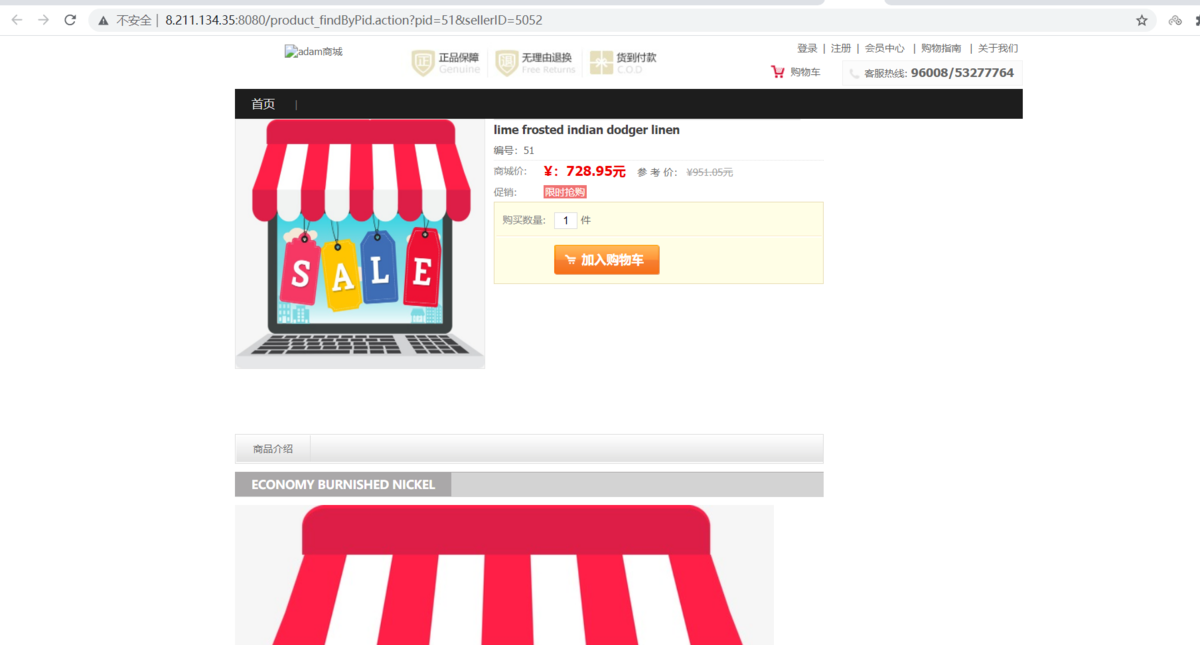 不安全 | 8.211.134.35:8080/product_findByPid.action?pid=51&sellerID=5052
adam商城
正品保障
Genuine
无理由退换
Free Returns
货到付款
C.O.D
登录 | 注册 | 会员中心 | 购物指南 | 关于我们
购物车
客服热线: 96008/53277764
首页 |
lime frosted indian dodger linen
编号: 51
商城价: ¥: 728.95元 参 考 价: ¥951.05元
促销: 限时抢购
购买数量: 1 件
加入购物车
SALE
商品介绍
ECONOMY BURNISHED NICKEL